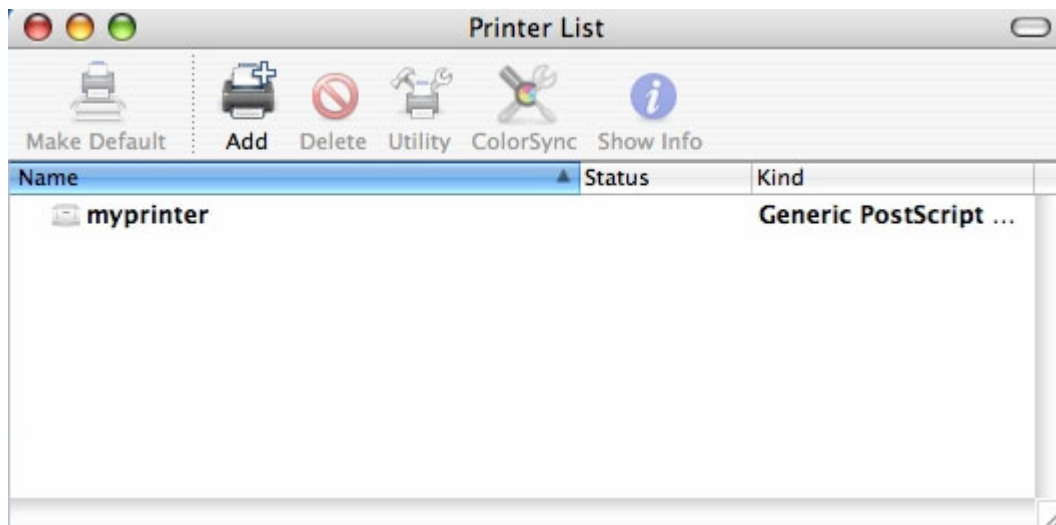 Printer List
Make Default Add Delete Utility ColorSync Show Info
Name Status Kind
myprinter Generic PostScript ...